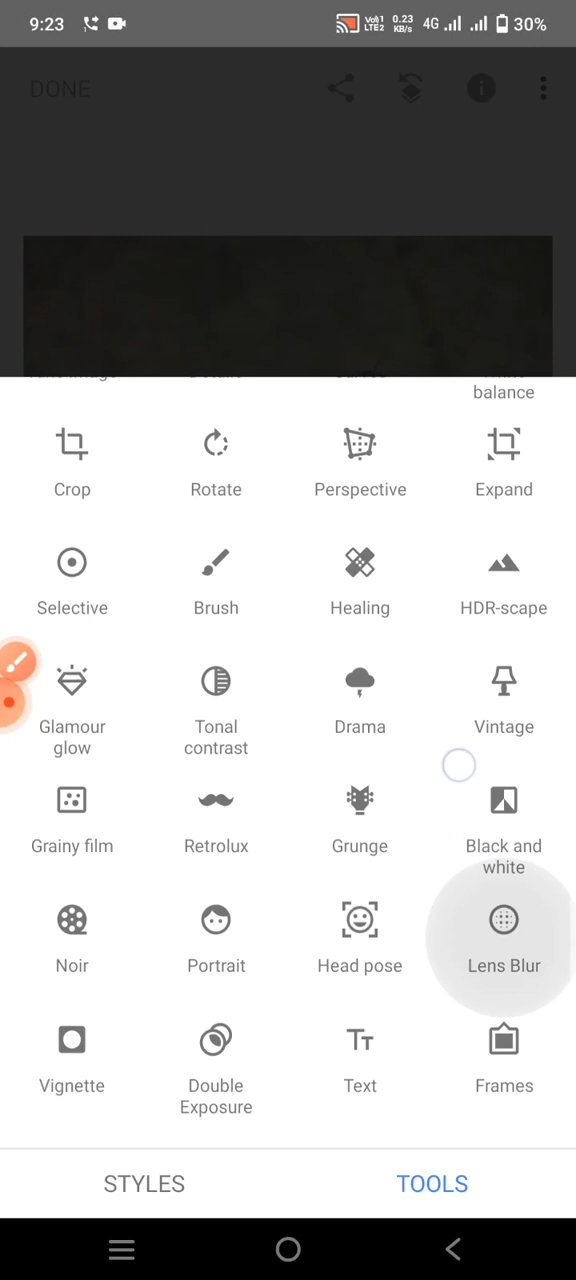 9:23 Vo1) LTE2 0.23 KB/s 4G 30%
DONE
balance
Crop Rotate Perspective Expand
Selective Brush Healing HDR-scape
Glamour glow Tonal contrast Drama Vintage
Grainy film Retrolux Grunge Black and white
Noir Portrait Head pose Lens Blur
Vignette Double Exposure Text Frames
STYLES TOOLS